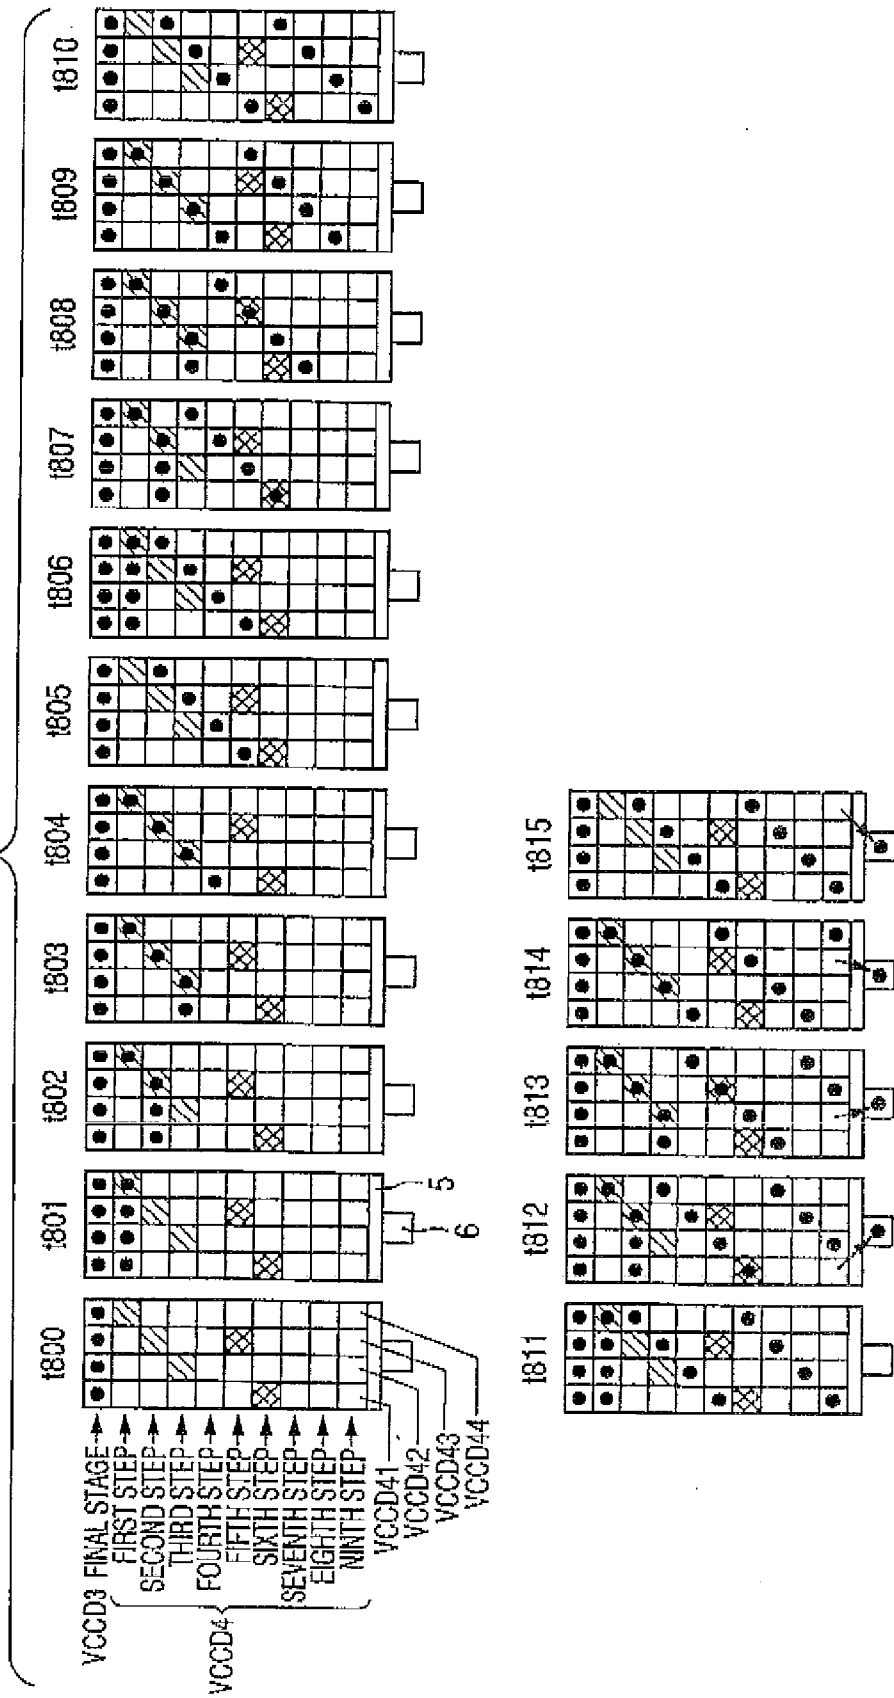 t800
t801
t802
t803
t804
t805
t806
t807
t808
t809
t810
VCCD3 FINAL STAGE
FIRST STEP
SECOND STEP
THIRD STEP
FOURTH STEP
FIFTH STEP
SIXTH STEP
SEVENTH STEP
EIGHTH STEP
NINTH STEP
VCCD4
VCCD41
VCCD42
VCCD43
VCCD44
5
6
t811
t812
t813
t814
t815